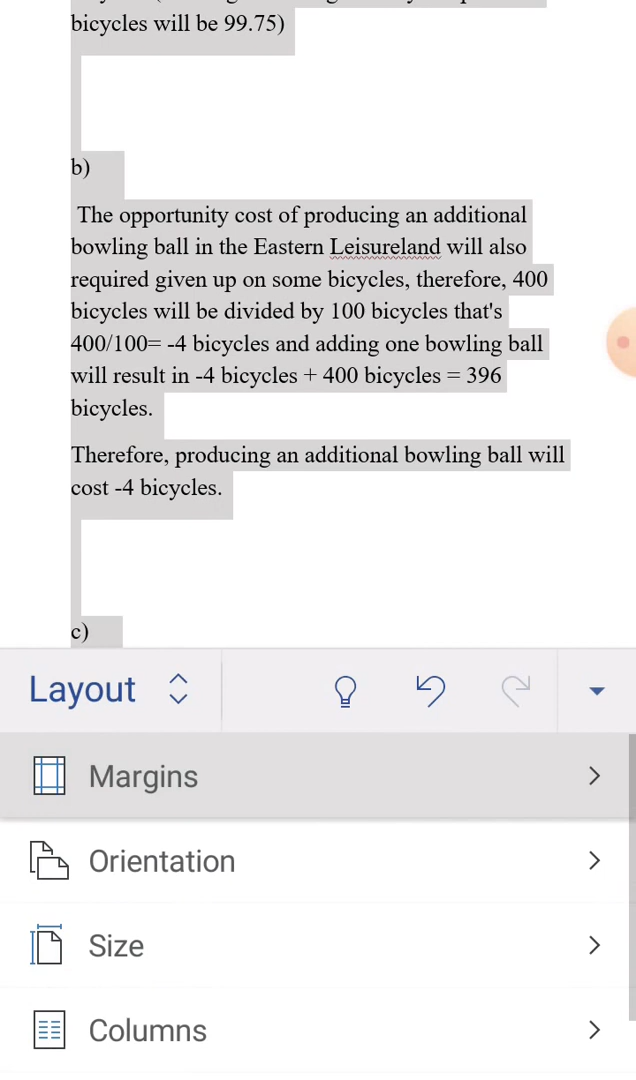 bicycles will be 99.75)
b)
The opportunity cost of producing an additional
bowling ball in the Eastern Leisureland will also
required given up on some bicycles, therefore, 400
bicycles will be divided by 100 bicycles that's
400/100= -4 bicycles and adding one bowling ball
will result in -4 bicycles + 400 bicycles = 396
bicycles.
Therefore, producing an additional bowling ball will
cost -4 bicycles.
c)
Layout
Margins
Orientation
Size
Columns